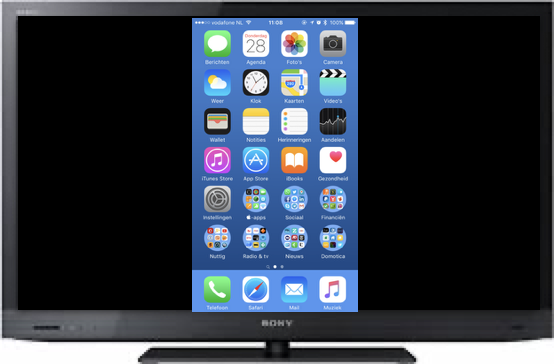 vodafone NL 11:08 100%
Donderdag
28
Berichten Agenda Foto's Camera
Weer Klok Kaarten Video's
Wallet Notities Herinneringen Aandelen
iTunes Store App Store iBooks Gezondheid
Instellingen -apps Sociaal Financiën
Nuttig Radio & tv Nieuws Domotica
Telefoon Safari Mail Muziek
SONY